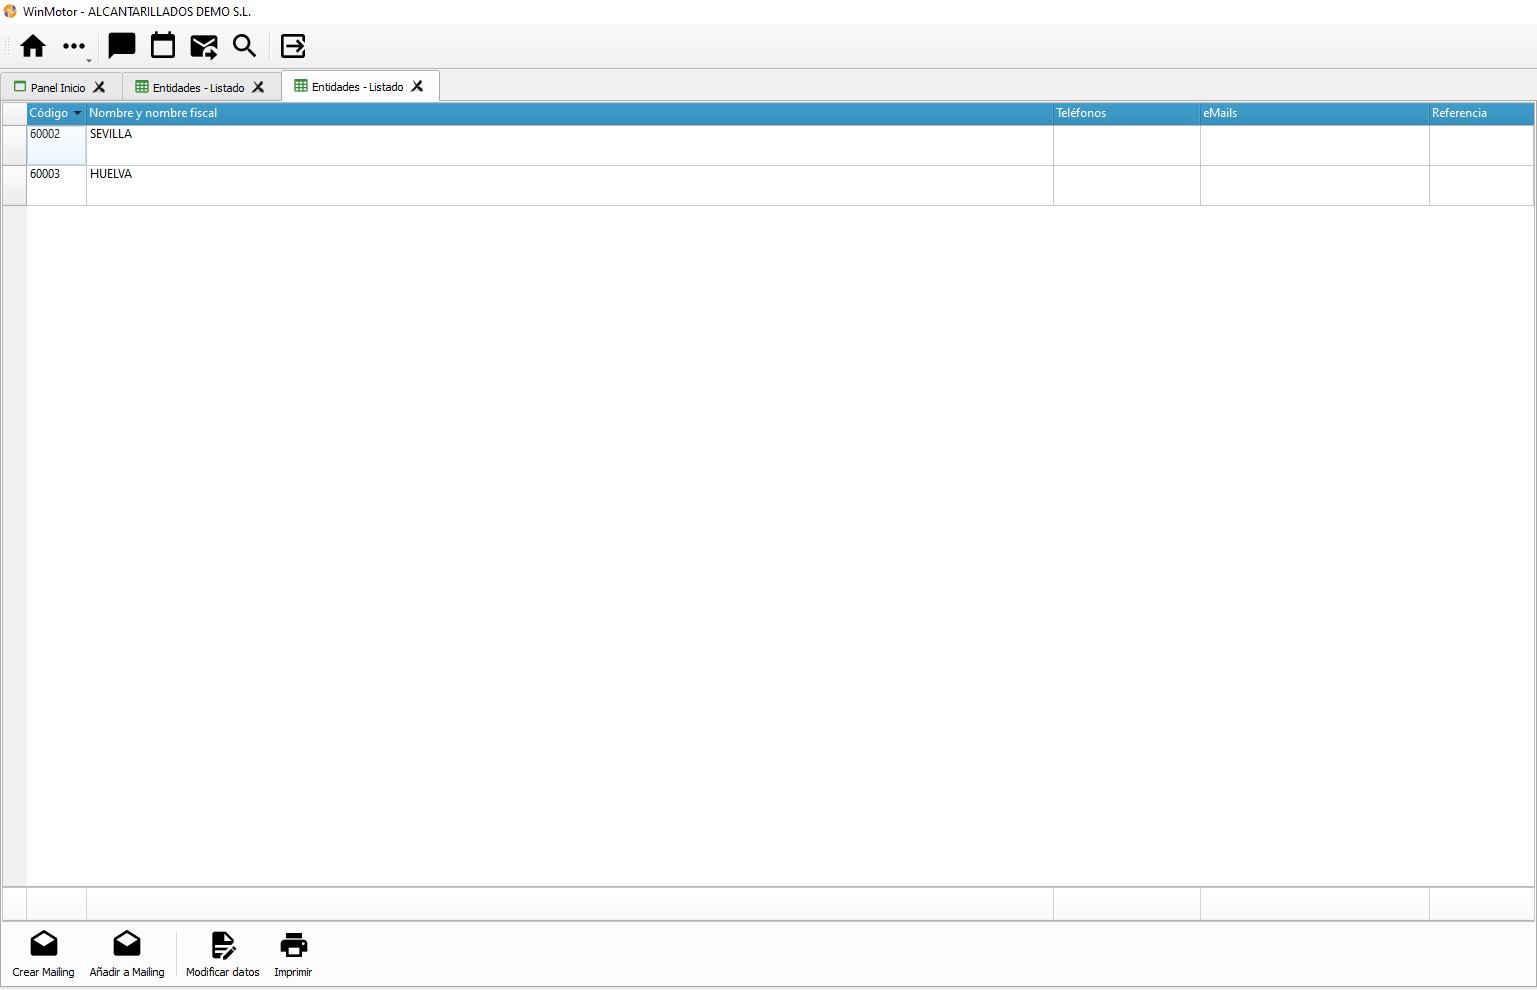 WinMotor - ALCANTARILLADOS DEMO S.L.
Panel Inicio
Entidades - Listado
Entidades - Listado
Código Nombre y nombre fiscal Teléfonos eMails Referencia
60002 SEVILLA
60003 HUELVA
Crear Mailing Añadir a Mailing Modificar datos Imprimir